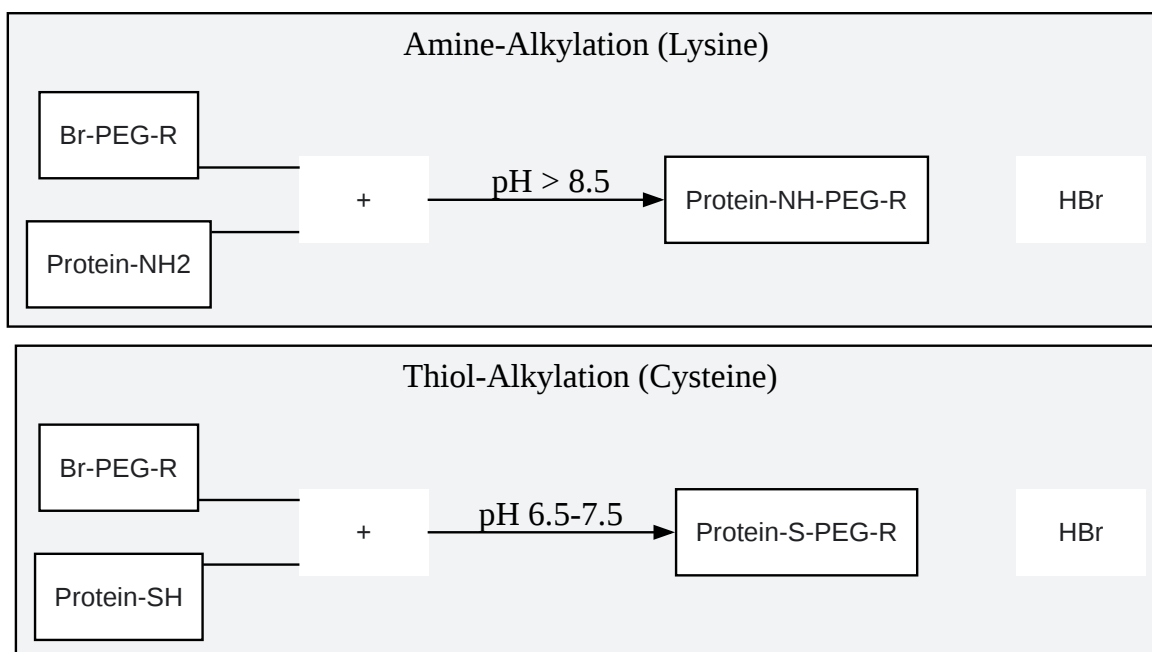 Amine-Alkylation (Lysine)
Br-PEG-R
Protein-NH2
+
pH > 8.5
Protein-NH-PEG-R
HBr
Thiol-Alkylation (Cysteine)
Br-PEG-R
Protein-SH
+
pH 6.5-7.5
Protein-S-PEG-R
HBr